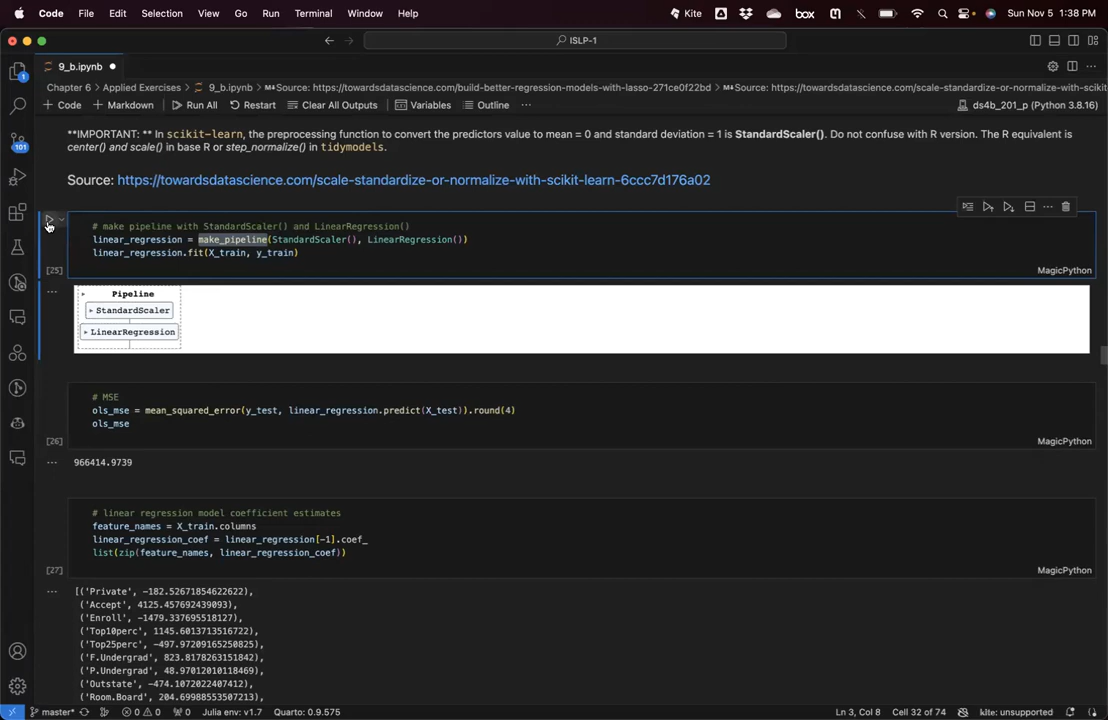 Code File Edit Selection View Go Run Terminal Window Help Kite box Sun Nov 5 1:38 PM
ISLP-1
9_b.ipynb
Chapter 6 > Applied Exercises > 9_b.ipynb > M↓Source: https://towardsdatascience.com/build-better-regression-models-with-lasso-271ce0f22bd > M↓Source: https://towardsdatascience.com/scale-standardize-or-normalize-with-scikit
+ Code + Markdown Run All Restart Clear All Outputs Variables Outline ··· ds4b_201_p (Python 3.8.16)
**IMPORTANT: ** In scikit-learn, the preprocessing function to convert the predictors value to mean = 0 and standard deviation = 1 is StandardScaler(). Do not confuse with R version. The R equivalent is
center() and scale() in base R or step_normalize() in tidymodels.
Source: https://towardsdatascience.com/scale-standardize-or-normalize-with-scikit-learn-6ccc7d176a02
# make pipeline with StandardScaler() and LinearRegression()
linear_regression = make_pipeline(StandardScaler(), LinearRegression())
linear_regression.fit(X_train, y_train)
[25] MagicPython
Pipeline
StandardScaler
LinearRegression
# MSE
ols_mse = mean_squared_error(y_test, linear_regression.predict(X_test)).round(4)
ols_mse
[26] MagicPython
966414.9739
# linear regression model coefficient estimates
feature_names = X_train.columns
linear_regression_coef = linear_regression[-1].coef_
list(zip(feature_names, linear_regression_coef))
[27] MagicPython
[('Private', -182.52671854622622),
('Accept', 4125.457692439093),
('Enroll', -1479.337695518127),
('Top10perc', 1145.6013713516722),
('Top25perc', -497.97209165250825),
('F.Undergrad', 823.8178263151842),
('P.Undergrad', 48.97012010118469),
('Outstate', -474.1072022407412),
('Room.Board', 204.69988553507213),
master* 0 0 0 Julia env: v1.7 Quarto: 0.9.575 Ln 3, Col 8 Cell 32 of 74 kite: unsupported